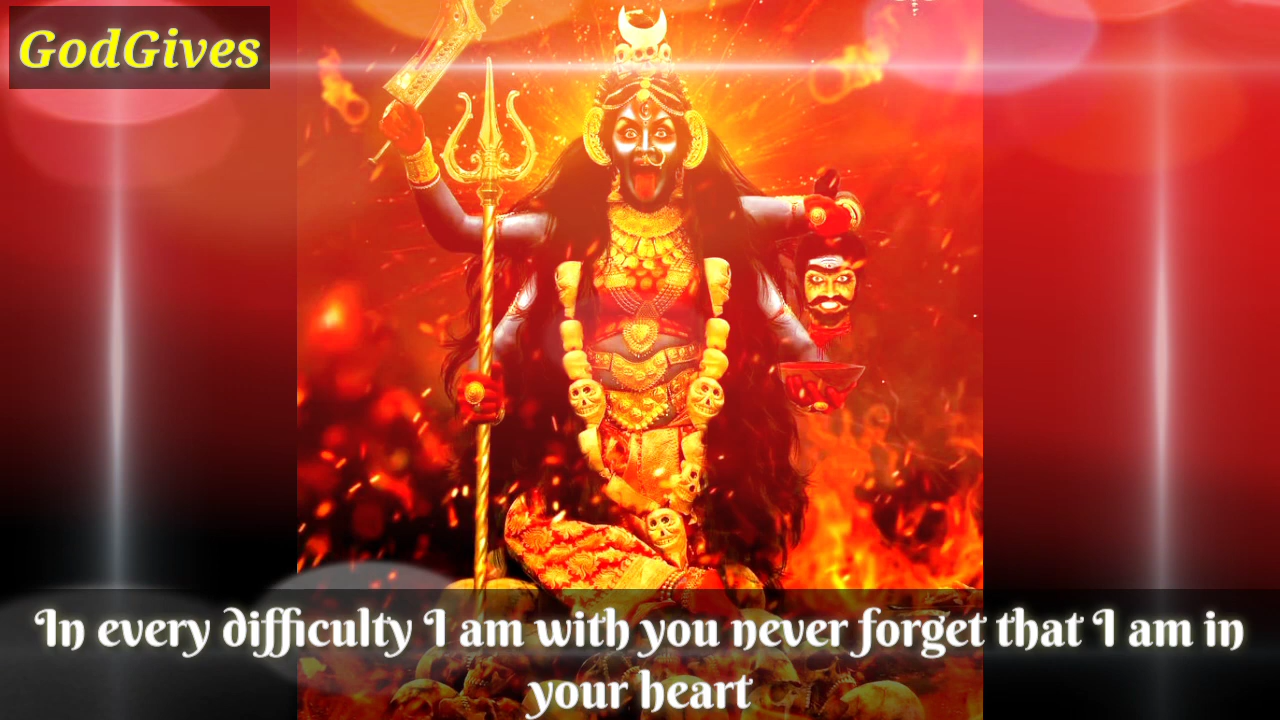 GodGives
In every difficulty I am with you never forget that I am in
your heart